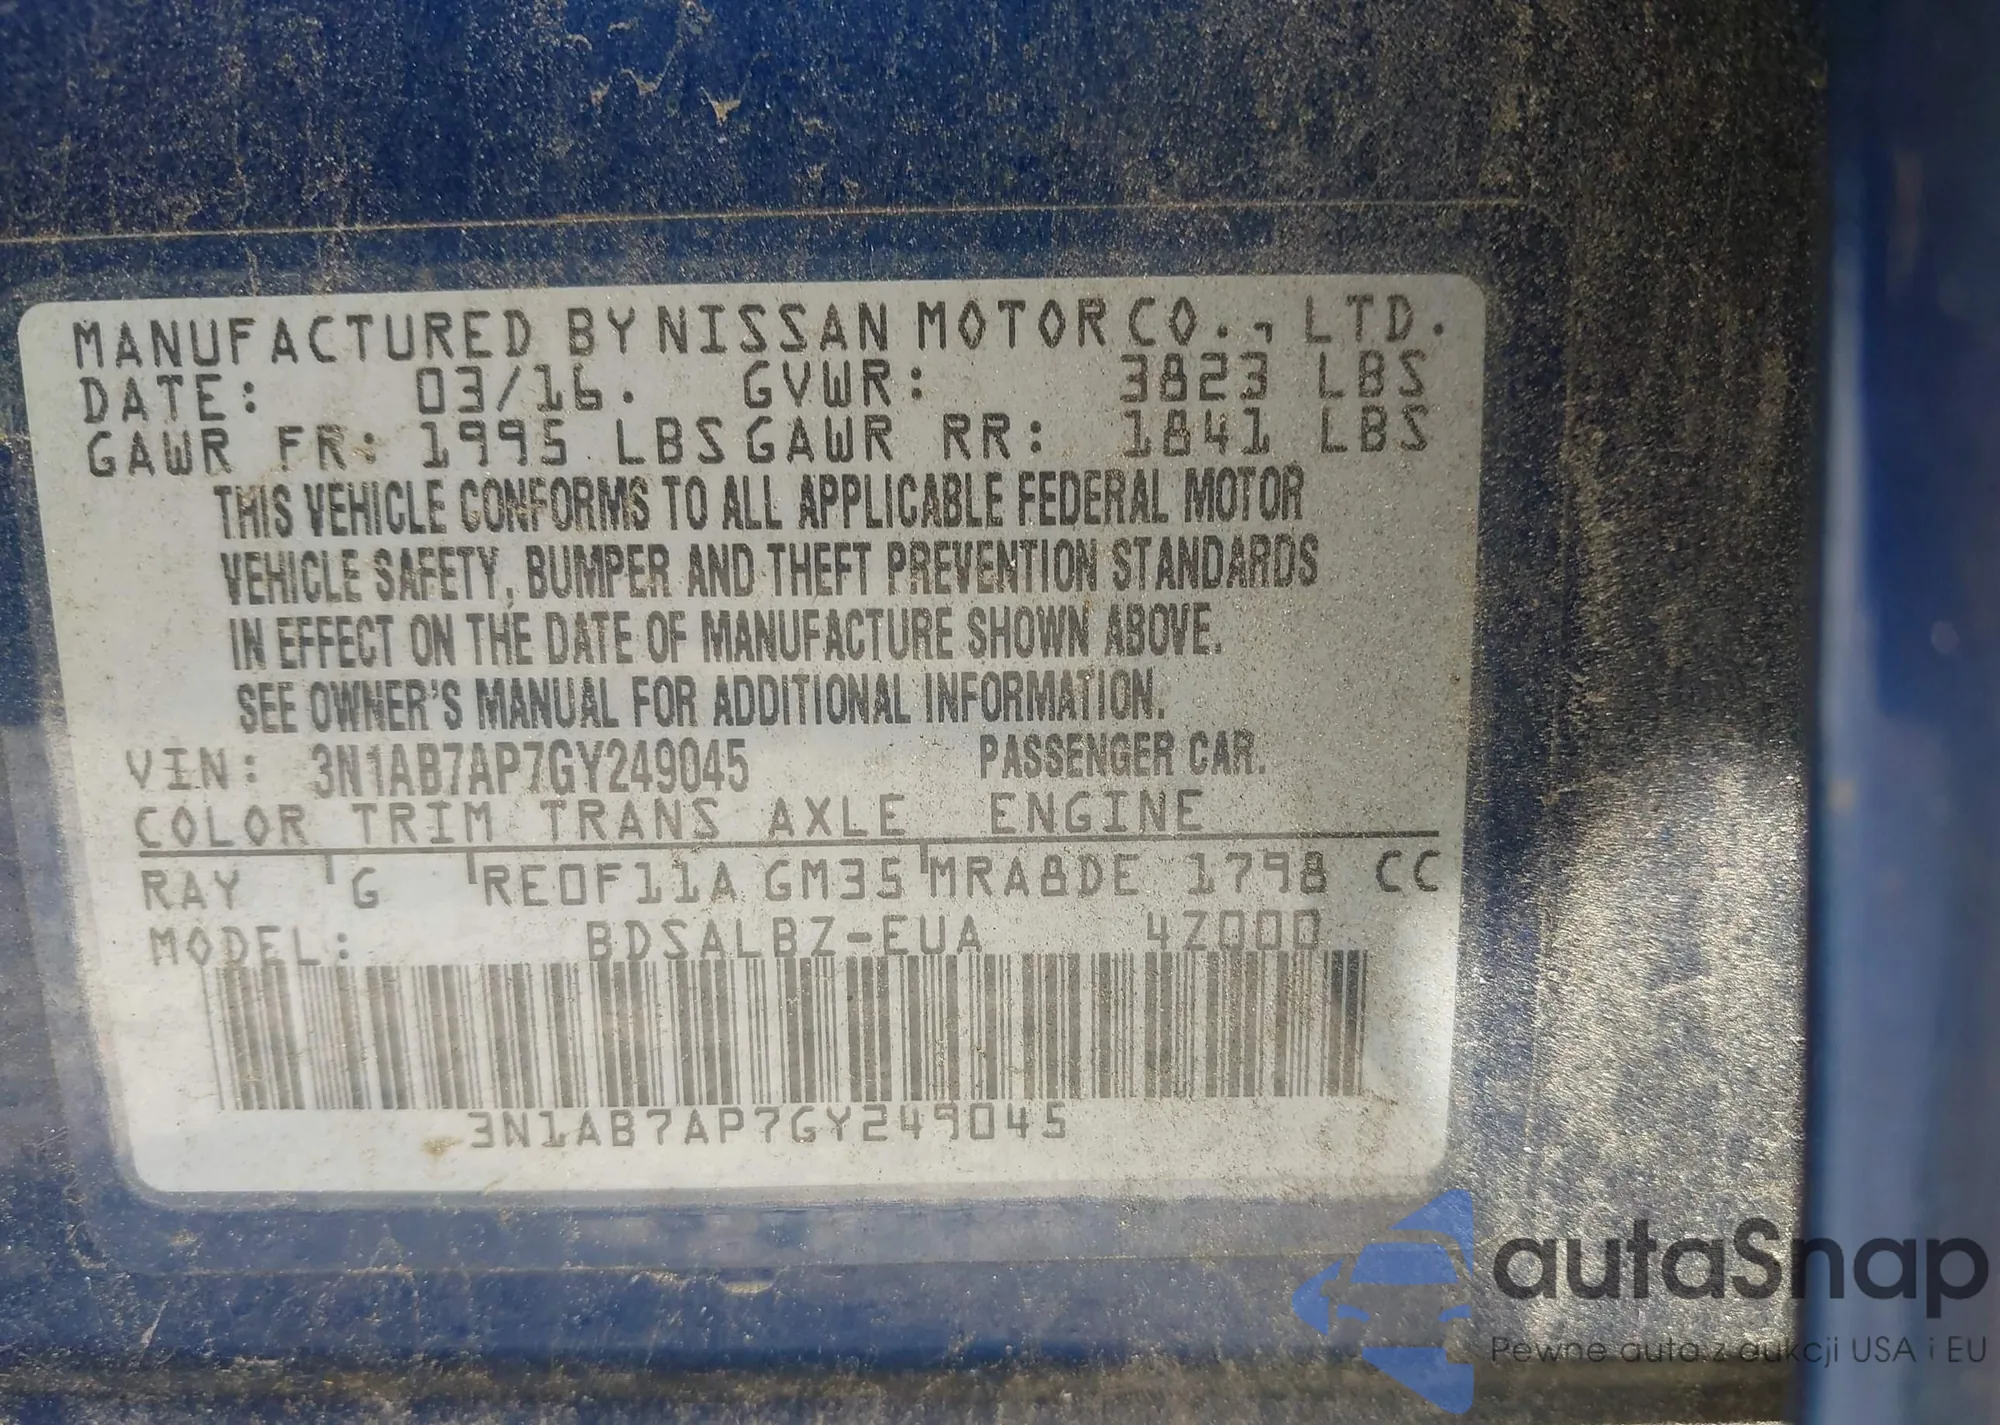 MANUFACTURED BY NISSAN MOTOR CO., LTD.
DATE: 03/16. GVWR: 3823 LBS
GAWR FR: 1995 LBS GAWR RR: 1841 LBS
THIS VEHICLE CONFORMS TO ALL APPLICABLE FEDERAL MOTOR
VEHICLE SAFETY, BUMPER AND THEFT PREVENTION STANDARDS
IN EFFECT ON THE DATE OF MANUFACTURE SHOWN ABOVE.
SEE OWNER'S MANUAL FOR ADDITIONAL INFORMATION.
VIN: 3N1AB7AP7GY249045 PASSENGER CAR.
COLOR TRIM TRANS AXLE ENGINE
RAY G RE0F11A GM35 MRA8DE 1798 CC
MODEL: BDSALBZ-EUA 4Z000
3N1AB7AP7GY249045
autaSnap
Pewne auta z aukcji USA i EU